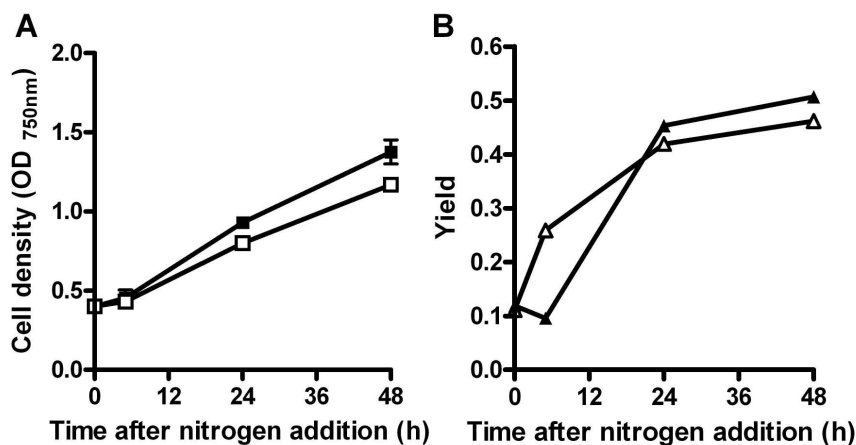 A
B
Cell density (OD 750nm)
2.0
1.5
1.0
0.5
0.0
0 12 24 36 48
Time after nitrogen addition (h)
Yield
0.6
0.5
0.4
0.3
0.2
0.1
0.0
0 12 24 36 48
Time after nitrogen addition (h)